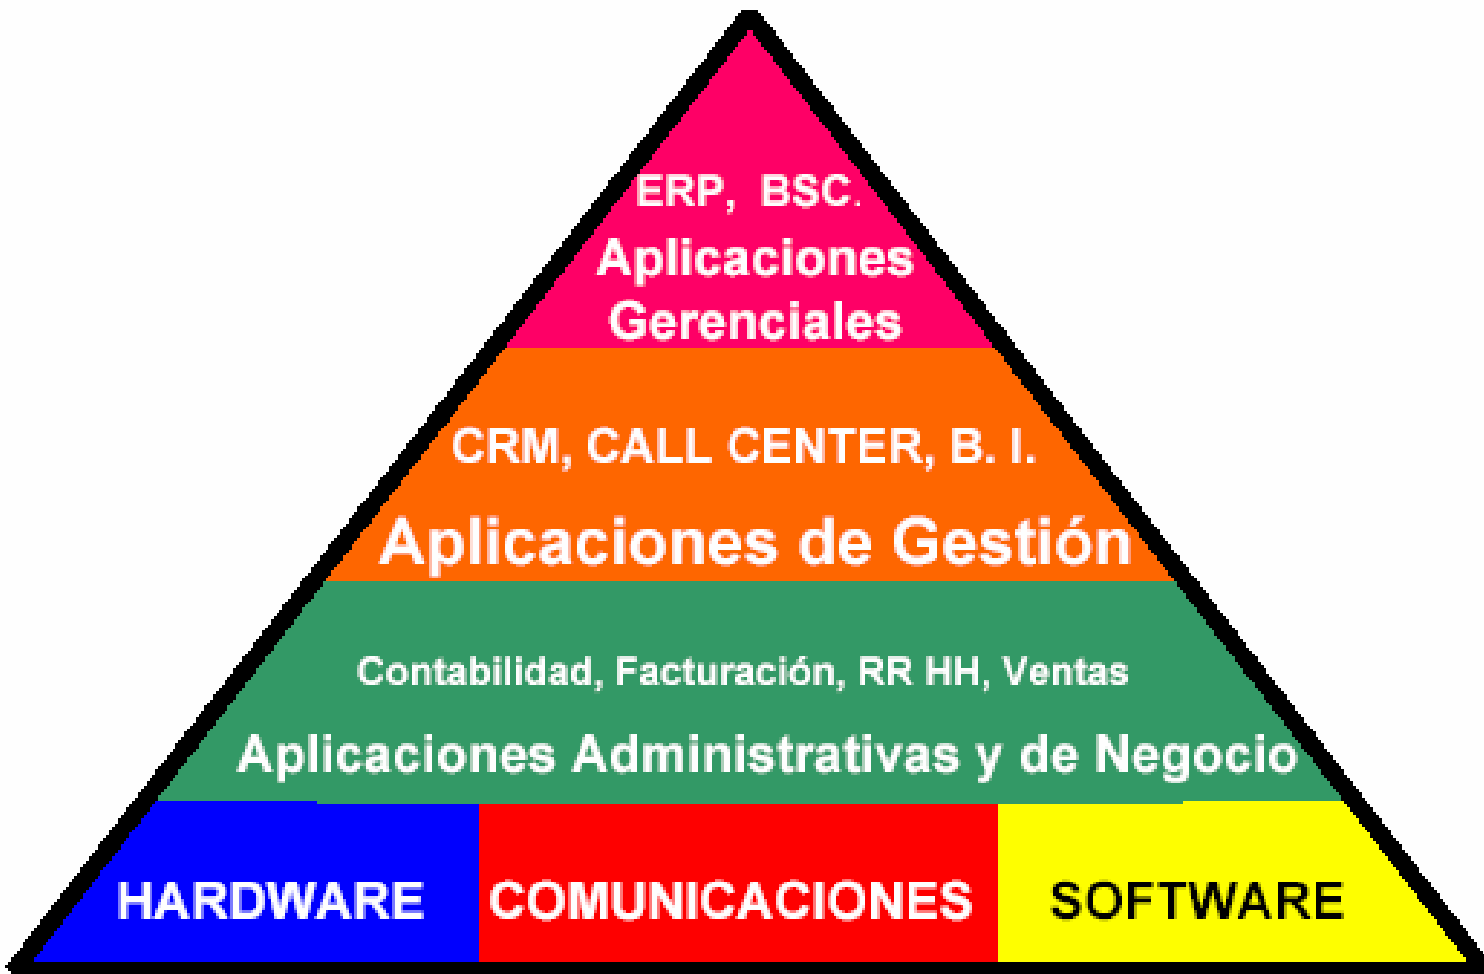 ERP, BSC.
Aplicaciones
Gerenciales
CRM, CALL CENTER, B. I.
Aplicaciones de Gestión
Contabilidad, Facturación, RR HH, Ventas
Aplicaciones Administrativas y de Negocio
HARDWARE COMUNICACIONES SOFTWARE